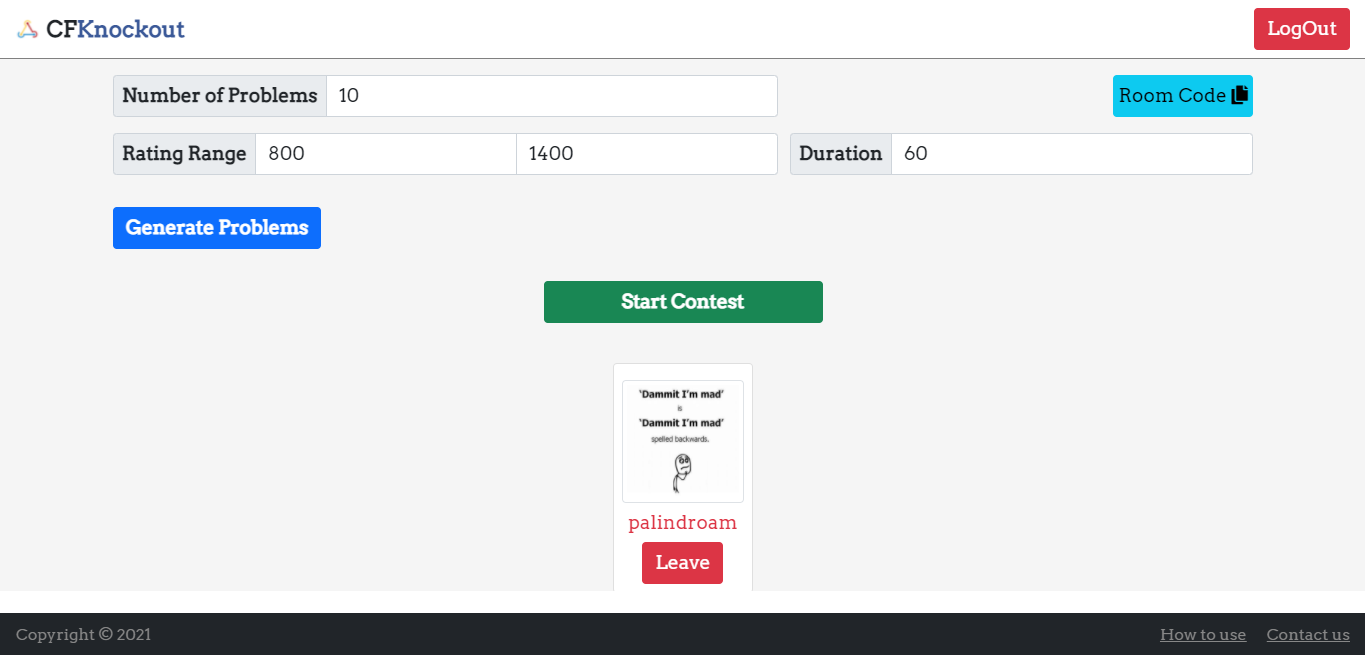 CFKnockout
LogOut
Number of Problems 10
Room Code
Rating Range 800 1400
Duration 60
Generate Problems
Start Contest
‘Dammit I’m mad’
is
‘Dammit I’m mad’
spelled backwards.
palindroam
Leave
Copyright © 2021
How to use
Contact us